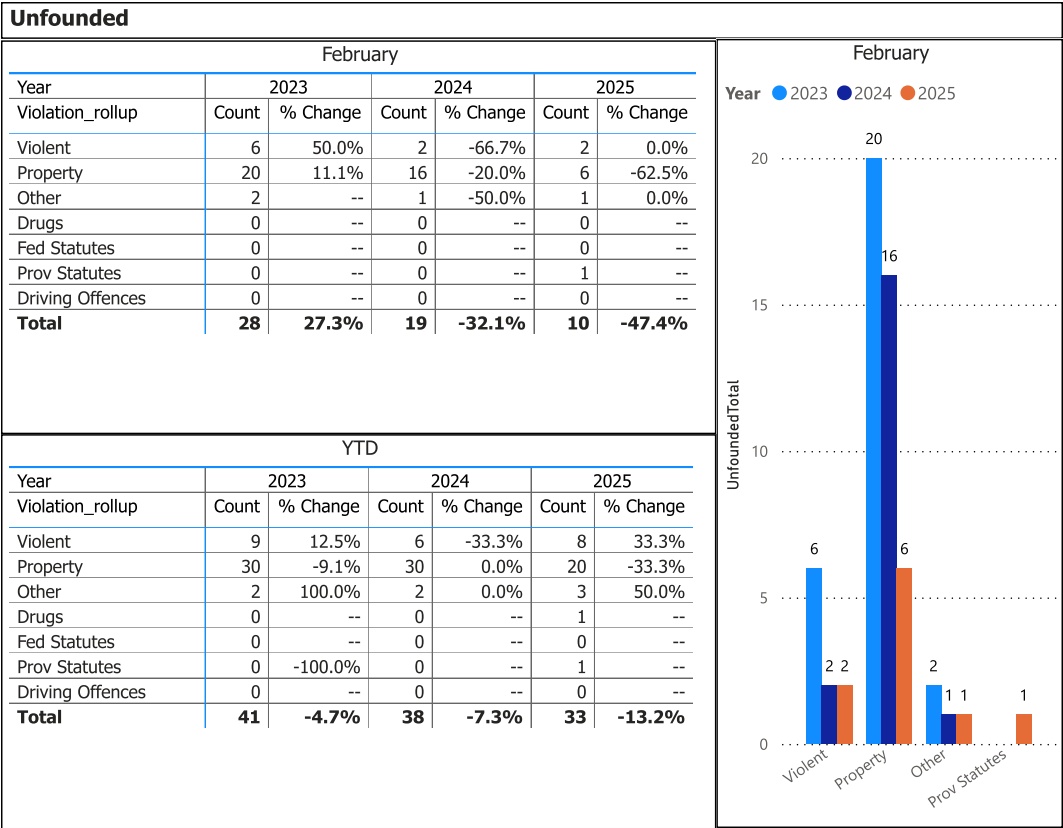 Unfounded
February
Year 2023 2024 2025
Violation_rollup Count % Change Count % Change Count % Change
Violent 6 50.0% 2 -66.7% 2 0.0%
Property 20 11.1% 16 -20.0% 6 -62.5%
Other 2 -- 1 -50.0% 1 0.0%
Drugs 0 -- 0 -- 0 --
Fed Statutes 0 -- 0 -- 0 --
Prov Statutes 0 -- 0 -- 1 --
Driving Offences 0 -- 0 -- 0 --
Total 28 27.3% 19 -32.1% 10 -47.4%
YTD
Year 2023 2024 2025
Violation_rollup Count % Change Count % Change Count % Change
Violent 9 12.5% 6 -33.3% 8 33.3%
Property 30 -9.1% 30 0.0% 20 -33.3%
Other 2 100.0% 2 0.0% 3 50.0%
Drugs 0 -- 0 -- 1 --
Fed Statutes 0 -- 0 -- 0 --
Prov Statutes 0 -100.0% 0 -- 1 --
Driving Offences 0 -- 0 -- 0 --
Total 41 -4.7% 38 -7.3% 33 -13.2%
February
Year 2023 2024 2025
UnfoundedTotal
20
15
10
5
0
6 2 2
20 16 6
2 1 1
1
Violent Property Other Prov Statutes